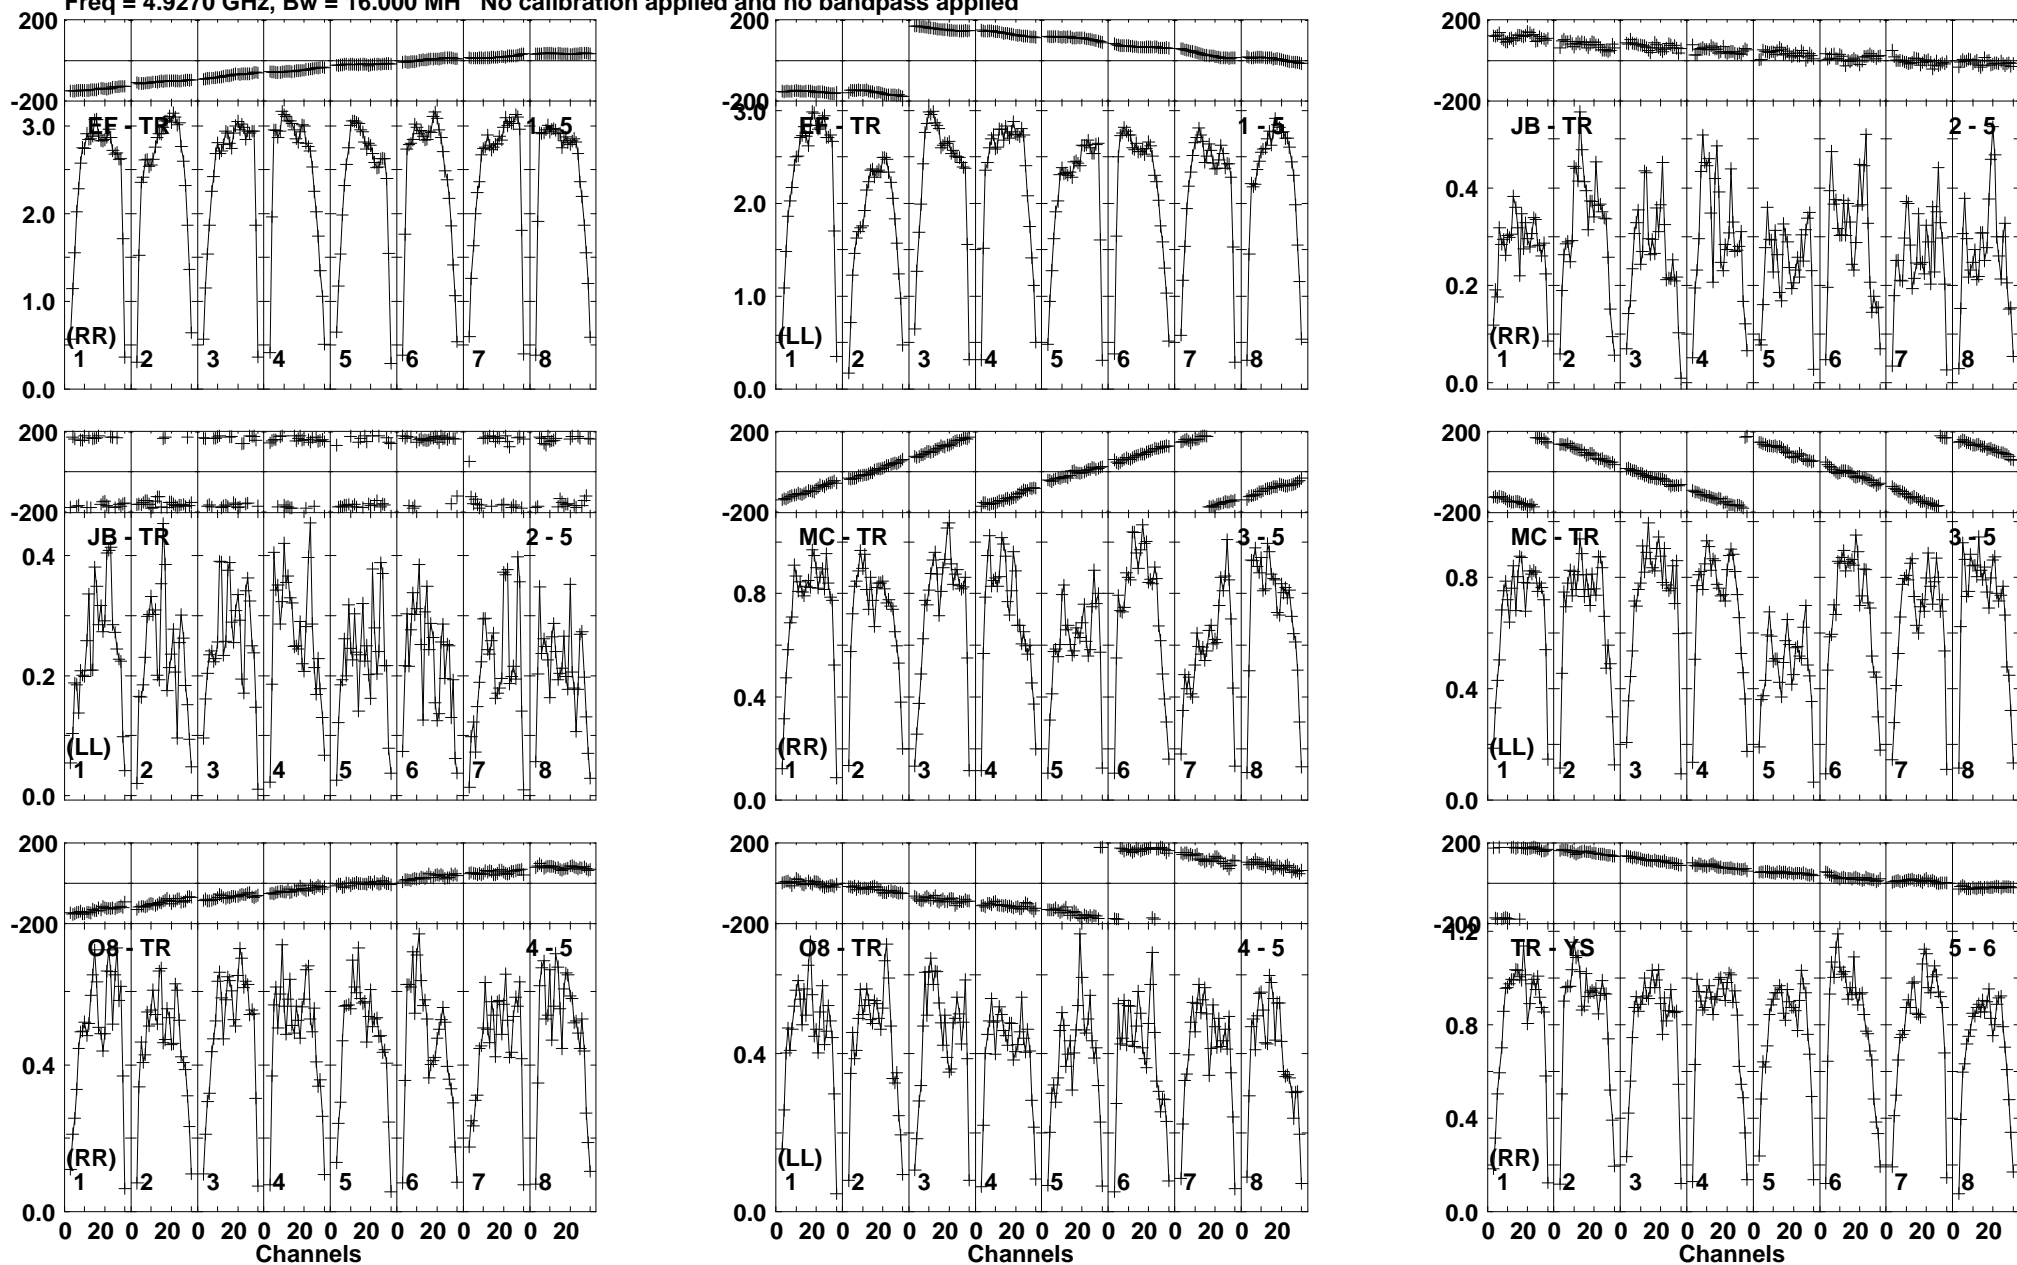 Freq = 4.9270 GHz, Bw = 16.000 MH No calibration applied and no bandpass applied
200 200 200
-200 -200 -200
EF - TR 1 - 5 EF - TR 1 - 5 JB - TR 2 - 5
3.0 3.0
0.4
2.0 2.0
0.2
1.0 1.0
(RR) (LL) (RR)
1 2 3 4 5 6 7 8 1 2 3 4 5 6 7 8 1 2 3 4 5 6 7 8
0.0 0.0 0.0
200 200 200
-200 -200 -200
JB - TR 2 - 5 MC - TR 3 - 5 MC - TR 3 - 5
0.4 0.8 0.8
0.2 0.4 0.4
(LL) (RR) (LL)
1 2 3 4 5 6 7 8 1 2 3 4 5 6 7 8 1 2 3 4 5 6 7 8
0.0 0.0 0.0
200 200 200
-200 -200 -200
1.2
O8 - TR 4 - 5 O8 - TR 4 - 5 TR - YS 5 - 6
0.8
0.4 0.4 0.4
(RR) (LL) (RR)
1 2 3 4 5 6 7 8 1 2 3 4 5 6 7 8 1 2 3 4 5 6 7 8
0.0 0.0 0.0
0 20 0 20 0 20 0 20 0 20 0 20 0 20 0 20 0 20 0 20 0 20 0 20 0 20 0 20 0 20 0 20 0 20 0 20 0 20 0 20 0 20 0 20 0 20 0 20
Channels Channels Channels